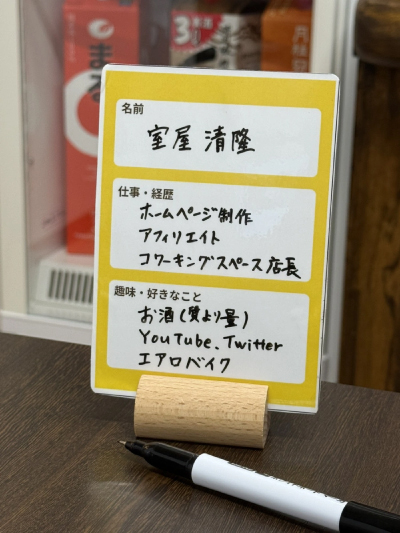 名前
室屋 清隆
仕事・経歴
ホームページ制作
アフィリエイト
コワーキングスペース店長
趣味・好きなこと
お酒(質より量)
YouTube、Twitter
エアロバイク